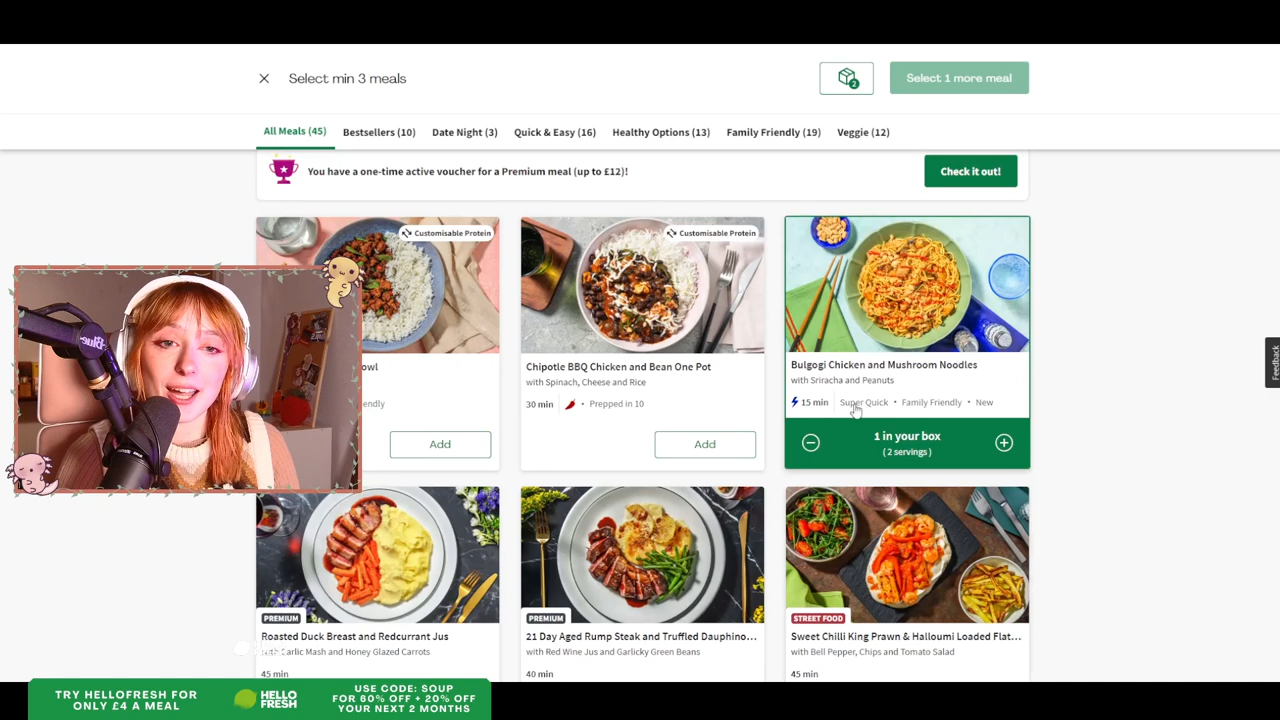 Select min 3 meals
2
Select 1 more meal
All Meals (45)
Bestsellers (10)
Date Night (3)
Quick & Easy (16)
Healthy Options (13)
Family Friendly (19)
Veggie (12)
You have a one-time active voucher for a Premium meal (up to £12)!
Check it out!
Customisable Protein
Customisable Protein
Feedback
Blue
owl
endly
Add
Chipotle BBQ Chicken and Bean One Pot
with Spinach, Cheese and Rice
30 min • Prepped in 10
Add
Bulgogi Chicken and Mushroom Noodles
with Sriracha and Peanuts
15 min Super Quick • Family Friendly • New
1 in your box
( 2 servings )
PREMIUM
Roasted Duck Breast and Redcurrant Jus
arlic Mash and Honey Glazed Carrots
45 min
PREMIUM
21 Day Aged Rump Steak and Truffled Dauphino...
with Red Wine Jus and Garlicky Green Beans
40 min
STREET FOOD
Sweet Chilli King Prawn & Halloumi Loaded Flat...
with Bell Pepper, Chips and Tomato Salad
45 min
TRY HELLOFRESH FOR
ONLY £4 A MEAL
HELLO
FRESH
USE CODE: SOUP
FOR 60% OFF + 20% OFF
YOUR NEXT 2 MONTHS